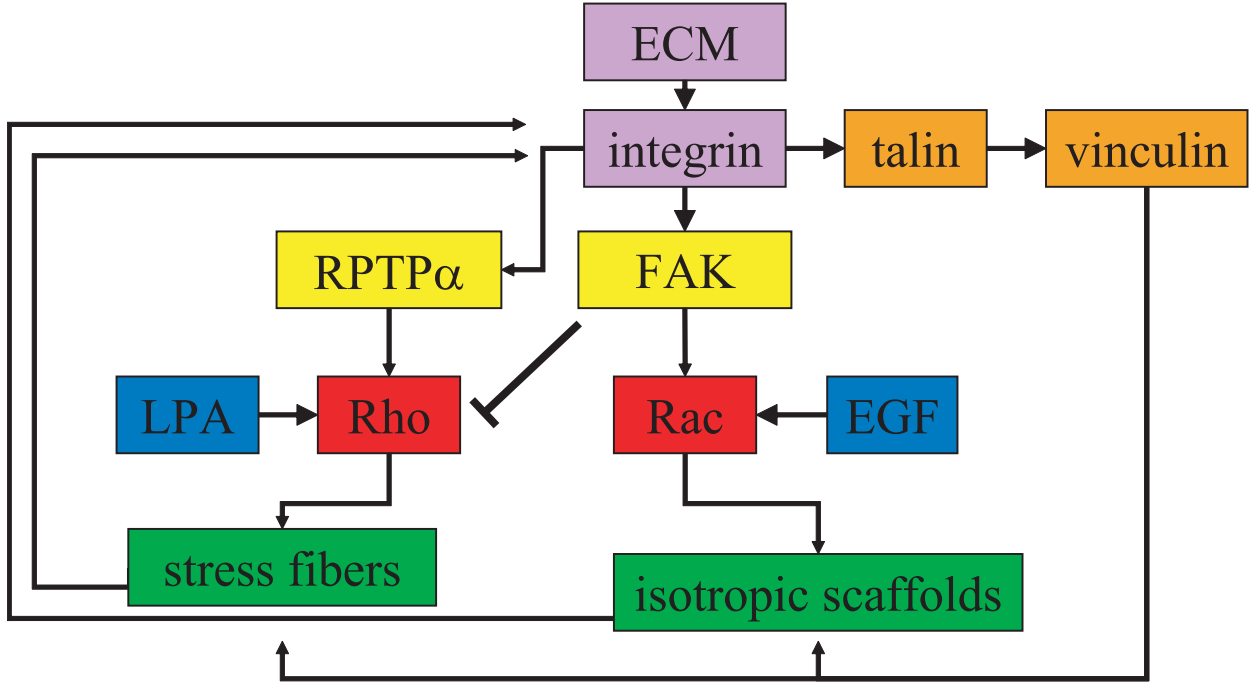 ECM
integrin
talin
vinculin
RPTPα
FAK
LPA
Rho
Rac
EGF
stress fibers
isotropic scaffolds